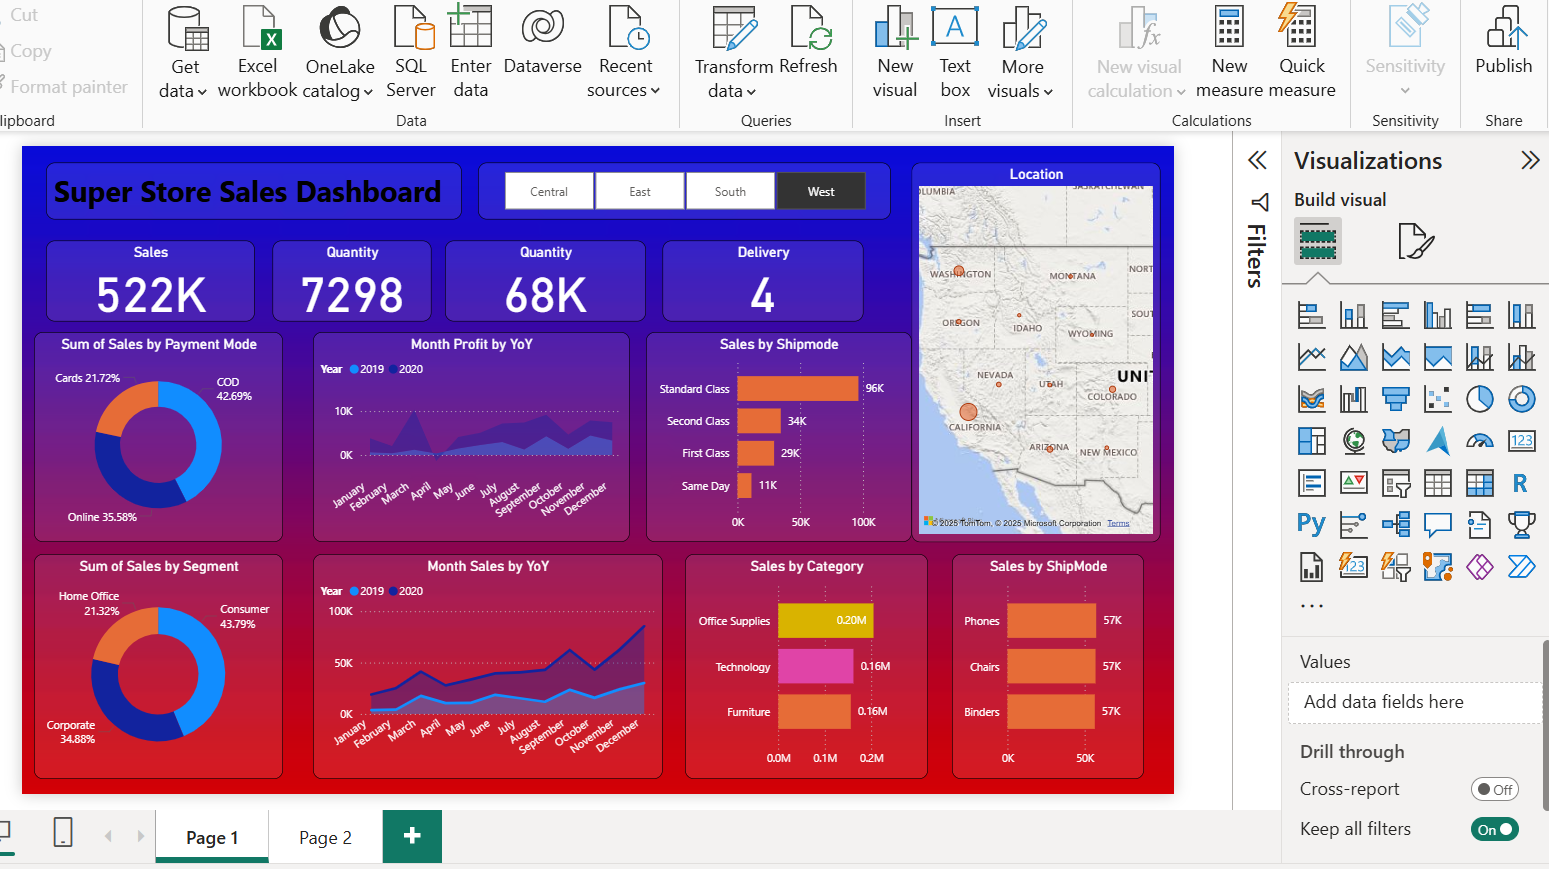 Cut
Copy
Format painter
lipboard
Get data
Excel workbook
OneLake catalog
SQL Server
Enter data
Dataverse
Recent sources
Data
Transform data
Refresh
Queries
New visual
Text box
More visuals
Insert
New visual calculation
New measure
Quick measure
Calculations
Sensitivity
Sensitivity
Publish
Share
Super Store Sales Dashboard
Central
East
South
West
Sales
522K
Quantity
7298
Quantity
68K
Delivery
4
Location
LUMBIA
SASKATCHEWAN
WASHINGTON
MONTANA
NORT
OREGON
IDAHO
SOUT
WYOMING
NEVADA
UTAH
UNIT
COLORADO
CALIFORNIA
ARIZONA
NEW MEXICO
© 2025 TomTom, © 2025 Microsoft Corporation Terms
Sum of Sales by Payment Mode
Cards 21.72%
COD
42.69%
Online 35.58%
Month Profit by YoY
Year 2019 2020
10K
0K
January
February
March
April
May
June
July
August
September
October
November
December
Sales by Shipmode
Standard Class 96K
Second Class 34K
First Class 29K
Same Day 11K
0K 50K 100K
Sum of Sales by Segment
Home Office
21.32%
Consumer
43.79%
Corporate
34.88%
Month Sales by YoY
Year 2019 2020
100K
50K
0K
January
February
March
April
May
June
July
August
September
October
November
December
Sales by Category
Office Supplies 0.20M
Technology 0.16M
Furniture 0.16M
0.0M 0.1M 0.2M
Sales by ShipMode
Phones 57K
Chairs 57K
Binders 57K
0K 50K
Filters
Visualizations
Build visual
123
R
Py
123
...
Values
Add data fields here
Drill through
Cross-report
Off
Keep all filters
On
Page 1
Page 2
+